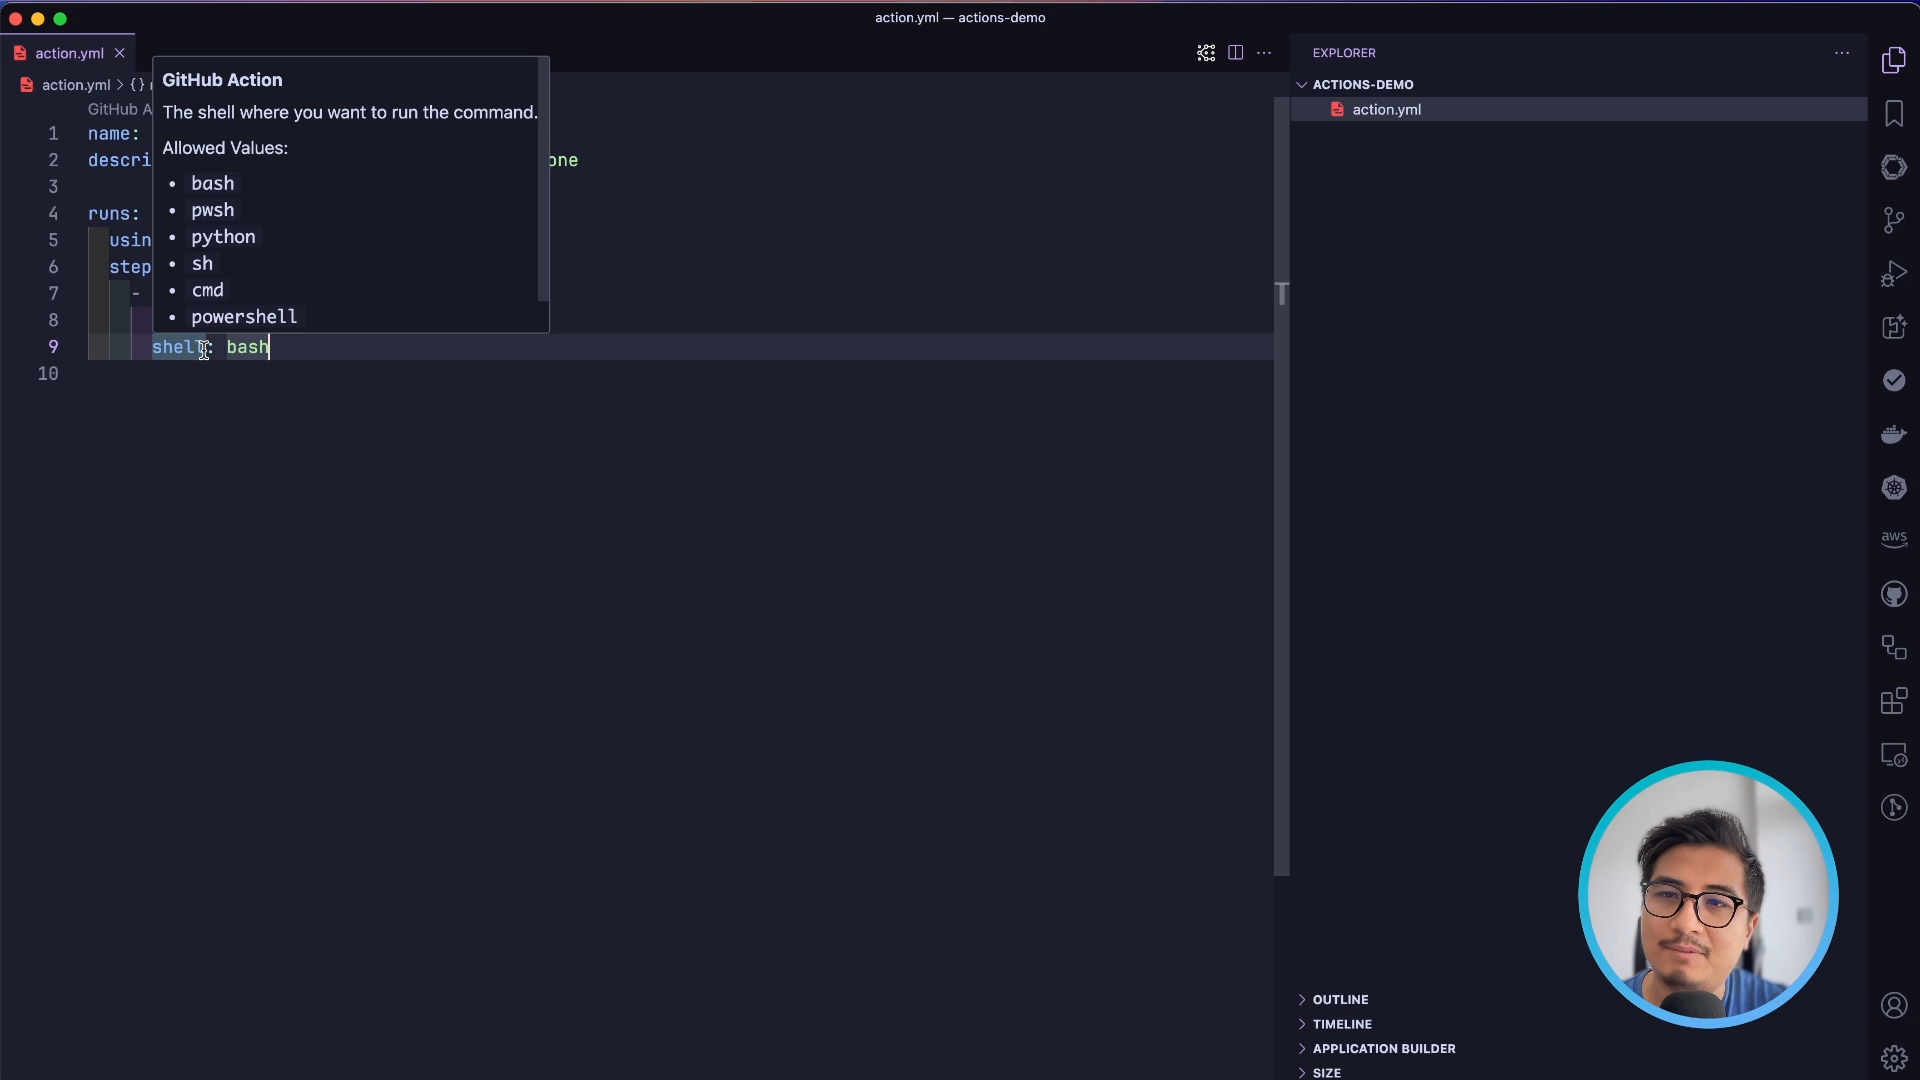 action.yml — actions-demo
action.yml
EXPLORER
action.yml > {}
GitHub Action
The shell where you want to run the command.
Allowed Values:
• bash
• pwsh
• python
• sh
• cmd
• powershell
GitHub A
1 name:
2 descri one
3
4 runs:
5 usin
6 step
7 -
8
9 shell: bash
10
T
ACTIONS-DEMO
action.yml
aws
OUTLINE
TIMELINE
APPLICATION BUILDER
SIZE